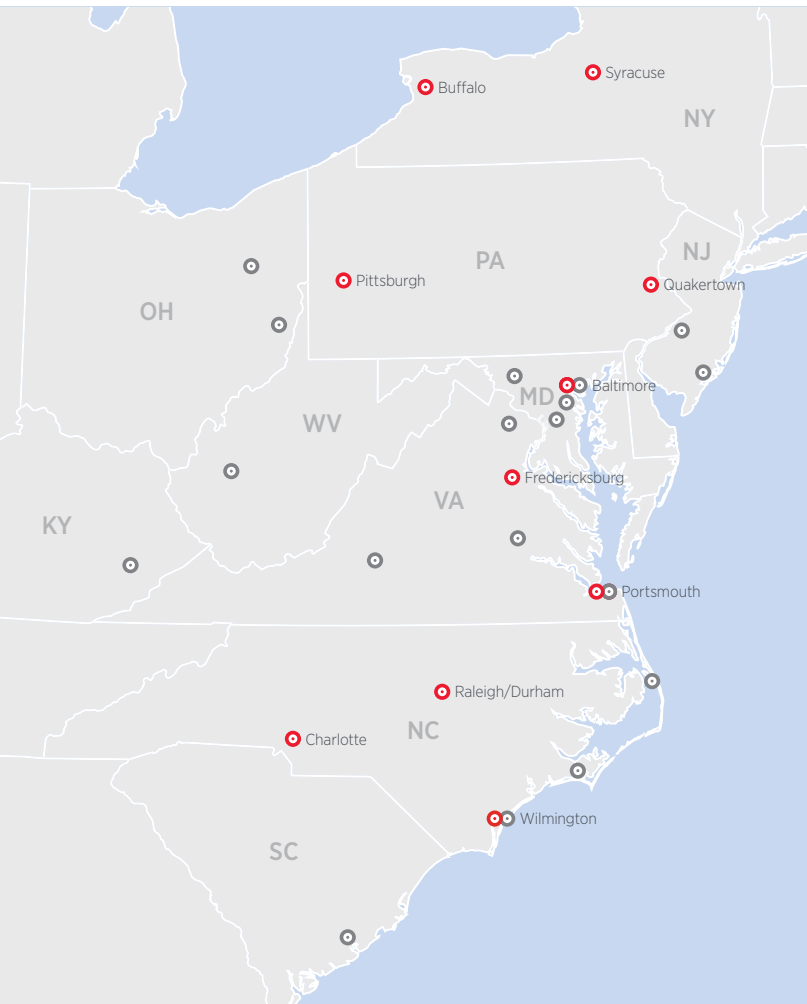 Syracuse
Buffalo
NY
NJ
PA
Pittsburgh
Quakertown
OH
Baltimore
MD
WV
Fredericksburg
VA
KY
Portsmouth
Raleigh/Durham
NC
Charlotte
Wilmington
SC